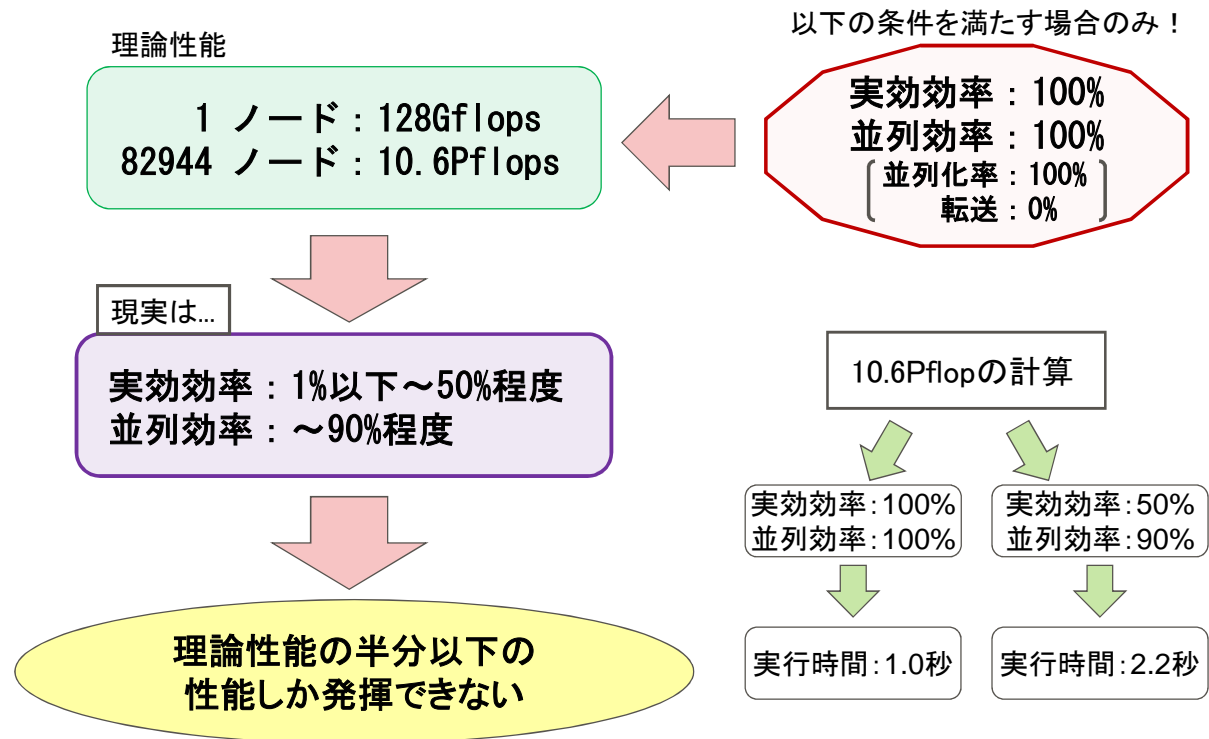 以下の条件を満たす場合のみ！
理論性能
1 ノード：128Gflops
82944 ノード：10.6Pflops
実効効率：100%
並列効率：100%
並列化率：100%
転送：0%
現実は…
実効効率：1%以下～50%程度
並列効率：～90%程度
理論性能の半分以下の
性能しか発揮できない
10.6Pflopの計算
実効効率：100%
並列効率：100%
実行時間：1.0秒
実効効率：50%
並列効率：90%
実行時間：2.2秒